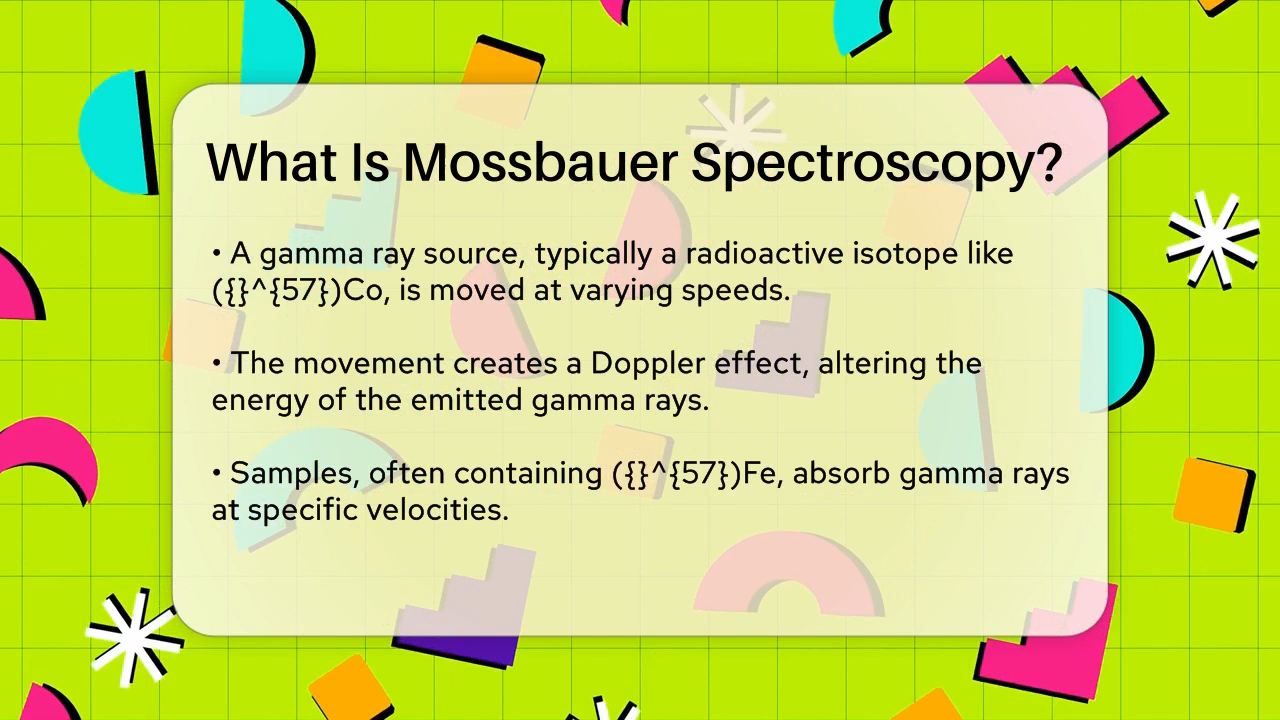 What Is Mossbauer Spectroscopy?
• A gamma ray source, typically a radioactive isotope like
({}^{57})Co, is moved at varying speeds.
• The movement creates a Doppler effect, altering the
energy of the emitted gamma rays.
• Samples, often containing ({}^{57})Fe, absorb gamma rays
at specific velocities.